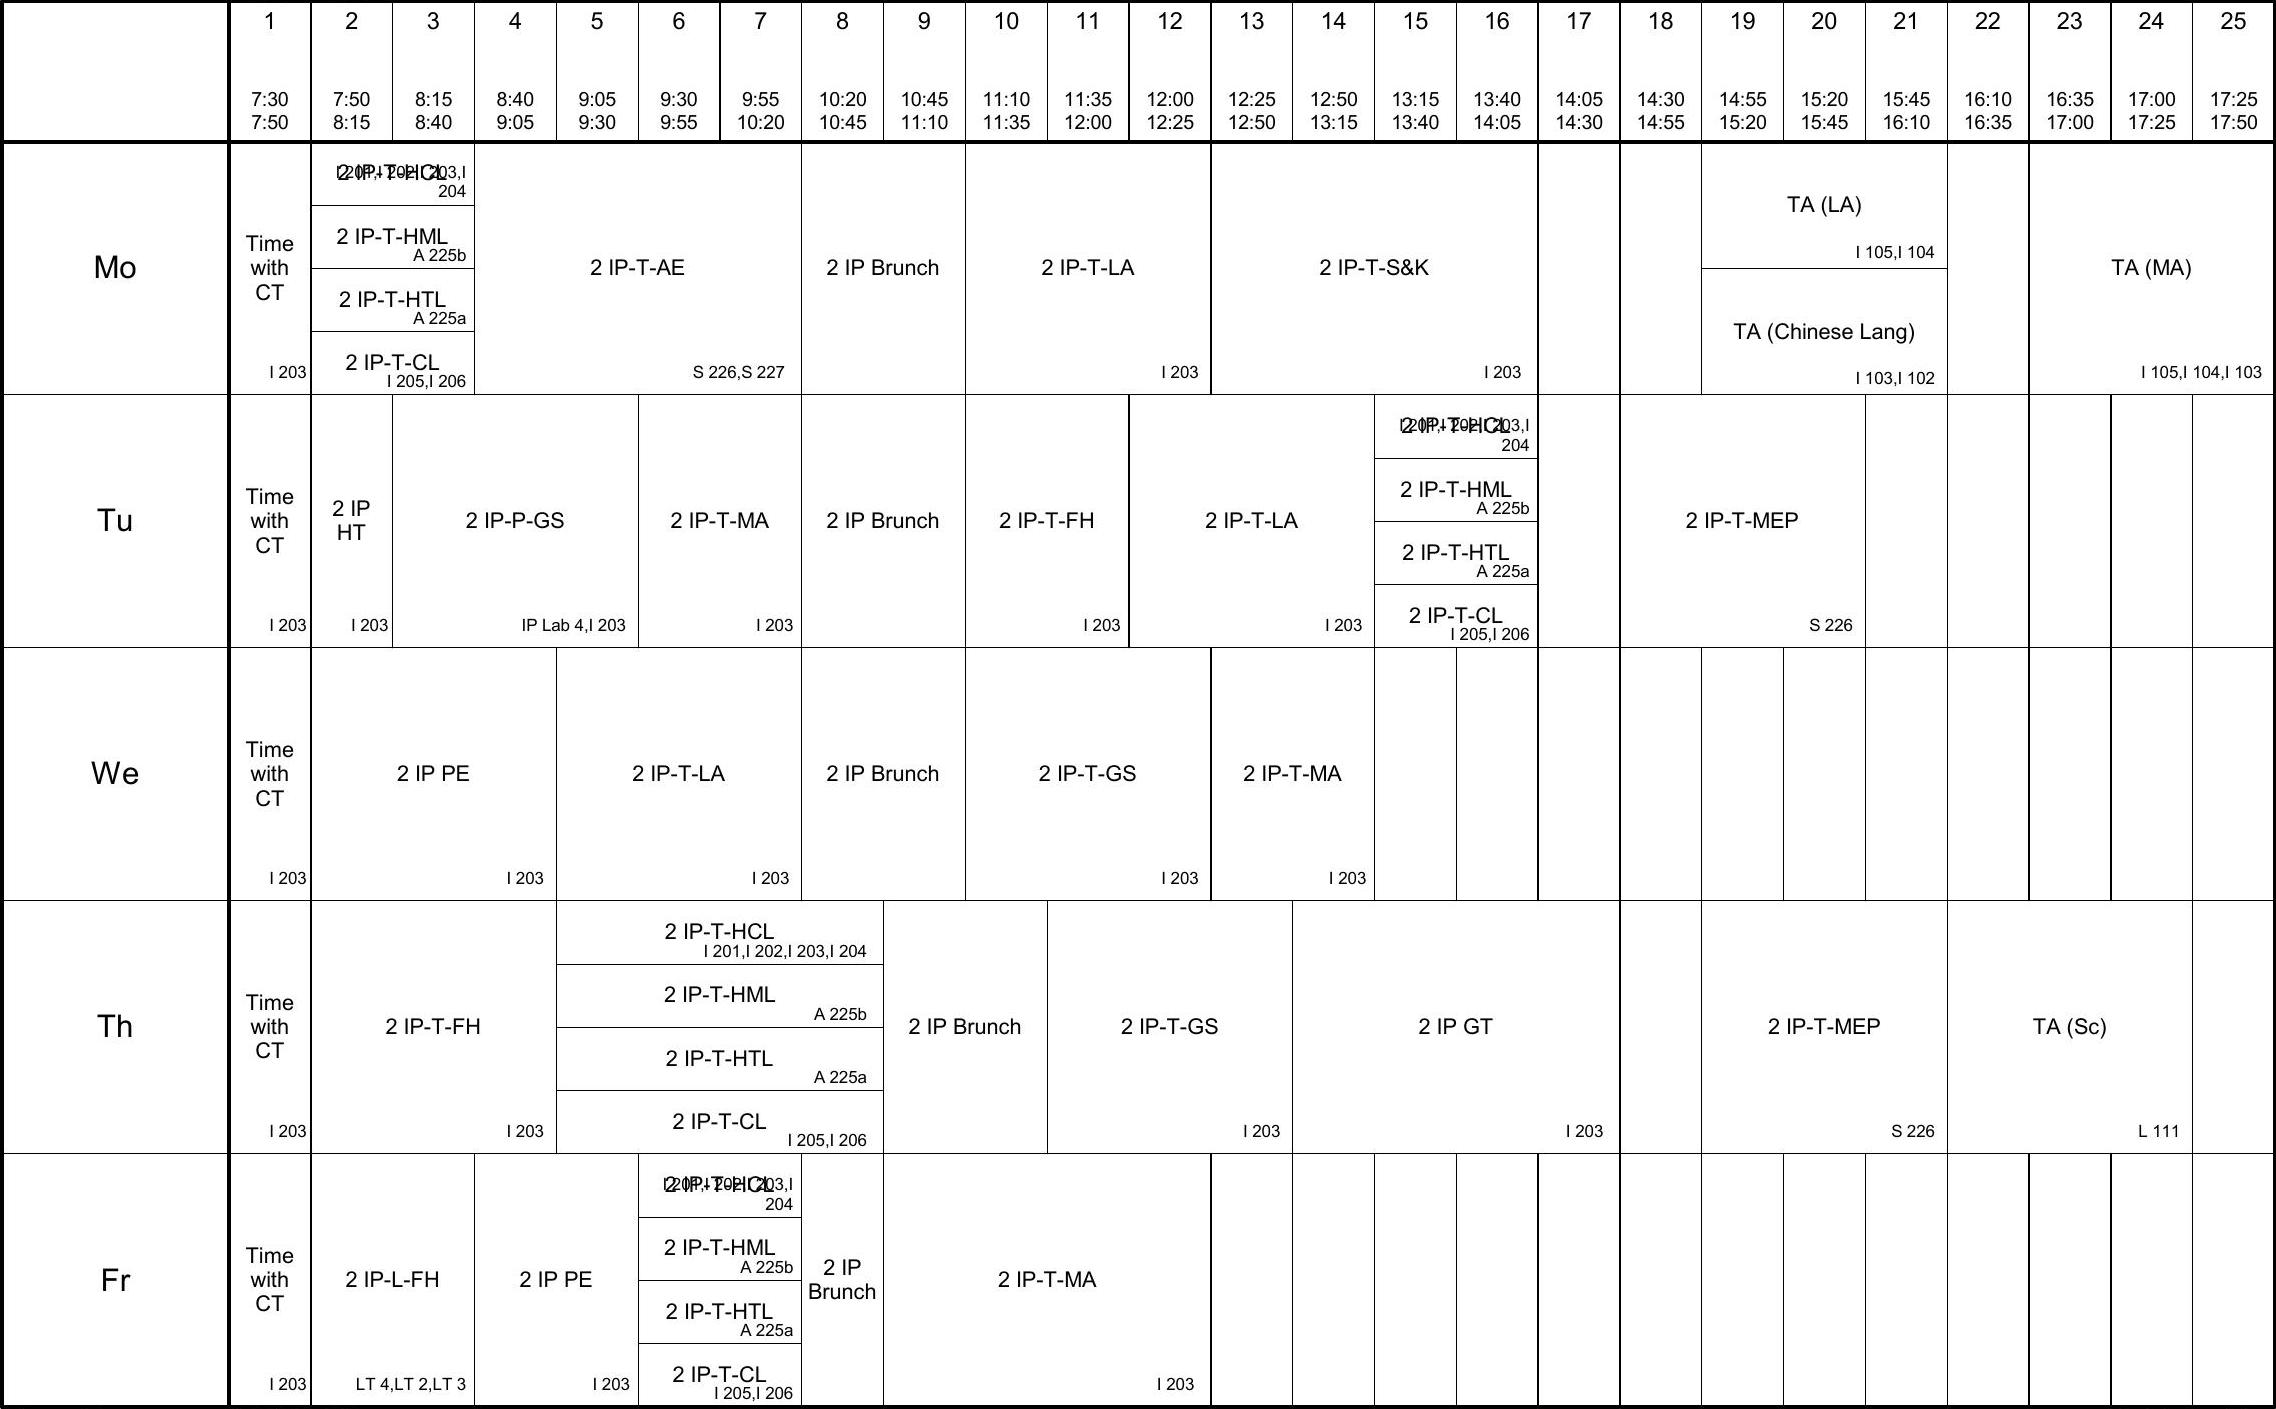 1 2 3 4 5 6 7 8 9 10 11 12 13 14 15 16 17 18 19 20 21 22 23 24 25
7:30 7:50 8:15 8:40 9:05 9:30 9:55 10:20 10:45 11:10 11:35 12:00 12:25 12:50 13:15 13:40 14:05 14:30 14:55 15:20 15:45 16:10 16:35 17:00 17:25
7:50 8:15 8:40 9:05 9:30 9:55 10:20 10:45 11:10 11:35 12:00 12:25 12:50 13:15 13:40 14:05 14:30 14:55 15:20 15:45 16:10 16:35 17:00 17:25 17:50
Mo
Time
with
CT
I 203
2 IP-T-HCL
I 201,I 202,I 203,I
204
2 IP-T-HML
A 225b
2 IP-T-HTL
A 225a
2 IP-T-CL
I 205,I 206
2 IP-T-AE
S 226,S 227
2 IP Brunch
2 IP-T-LA
I 203
2 IP-T-S&K
I 203
TA (LA)
I 105,I 104
TA (Chinese Lang)
I 103,I 102
TA (MA)
I 105,I 104,I 103
Tu
Time
with
CT
I 203
2 IP
HT
I 203
2 IP-P-GS
IP Lab 4,I 203
2 IP-T-MA
I 203
2 IP Brunch
2 IP-T-FH
I 203
2 IP-T-LA
I 203
2 IP-T-HCL
I 201,I 202,I 203,I
204
2 IP-T-HML
A 225b
2 IP-T-HTL
A 225a
2 IP-T-CL
I 205,I 206
2 IP-T-MEP
S 226
We
Time
with
CT
I 203
2 IP PE
I 203
2 IP-T-LA
I 203
2 IP Brunch
2 IP-T-GS
I 203
2 IP-T-MA
I 203
Th
Time
with
CT
I 203
2 IP-T-FH
I 203
2 IP-T-HCL
I 201,I 202,I 203,I 204
2 IP-T-HML
A 225b
2 IP-T-HTL
A 225a
2 IP-T-CL
I 205,I 206
2 IP Brunch
2 IP-T-GS
I 203
2 IP GT
I 203
2 IP-T-MEP
S 226
TA (Sc)
L 111
Fr
Time
with
CT
I 203
2 IP-L-FH
LT 4,LT 2,LT 3
2 IP PE
I 203
2 IP-T-HCL
I 201,I 202,I 203,I
204
2 IP-T-HML
A 225b
2 IP-T-HTL
A 225a
2 IP-T-CL
I 205,I 206
2 IP
Brunch
2 IP-T-MA
I 203